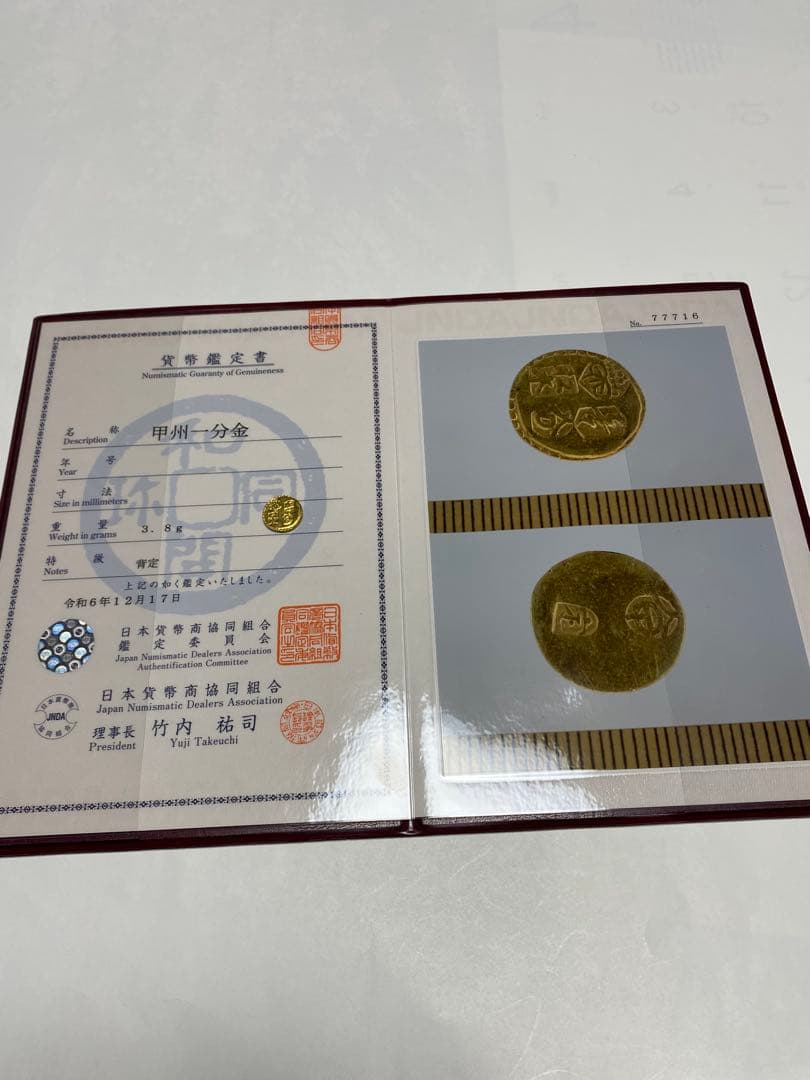 貨幣鑑定書
Numismatic Guaranty of Genuineness
名称 甲州一分金
Description
年号
Year
寸法
Size in millimeters
重量 3.8g
Weight in grams
特徴 背定
Notes
上記の如く鑑定いたしました。
令和6年12月17日
日本貨幣商協同組合
鑑定委員会
Japan Numismatic Dealers Association
Authentification Committee
日本貨幣商協同組合
Japan Numismatic Dealers Association
理事長 竹内 祐司
President Yuji Takeuchi
JNDA
和同開珎
No. 77716